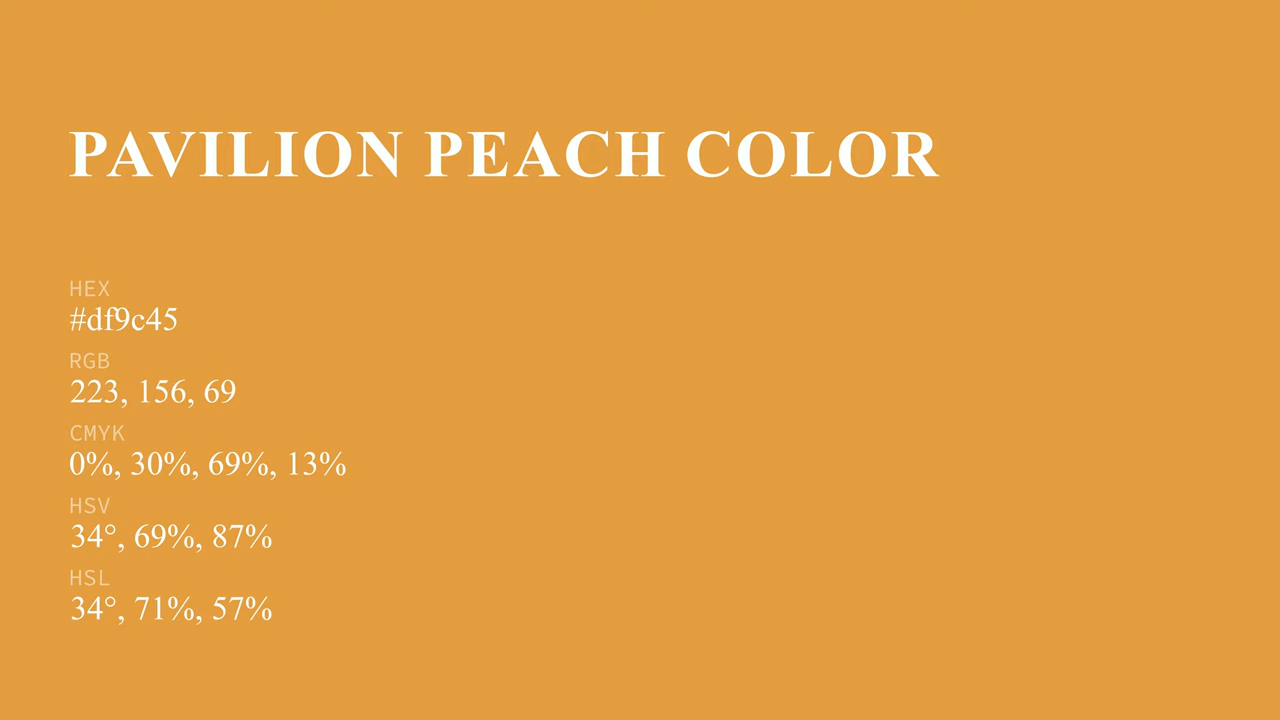 PAVILION PEACH COLOR
HEX
#df9c45
RGB
223, 156, 69
CMYK
0%, 30%, 69%, 13%
HSV
34°, 69%, 87%
HSL
34°, 71%, 57%